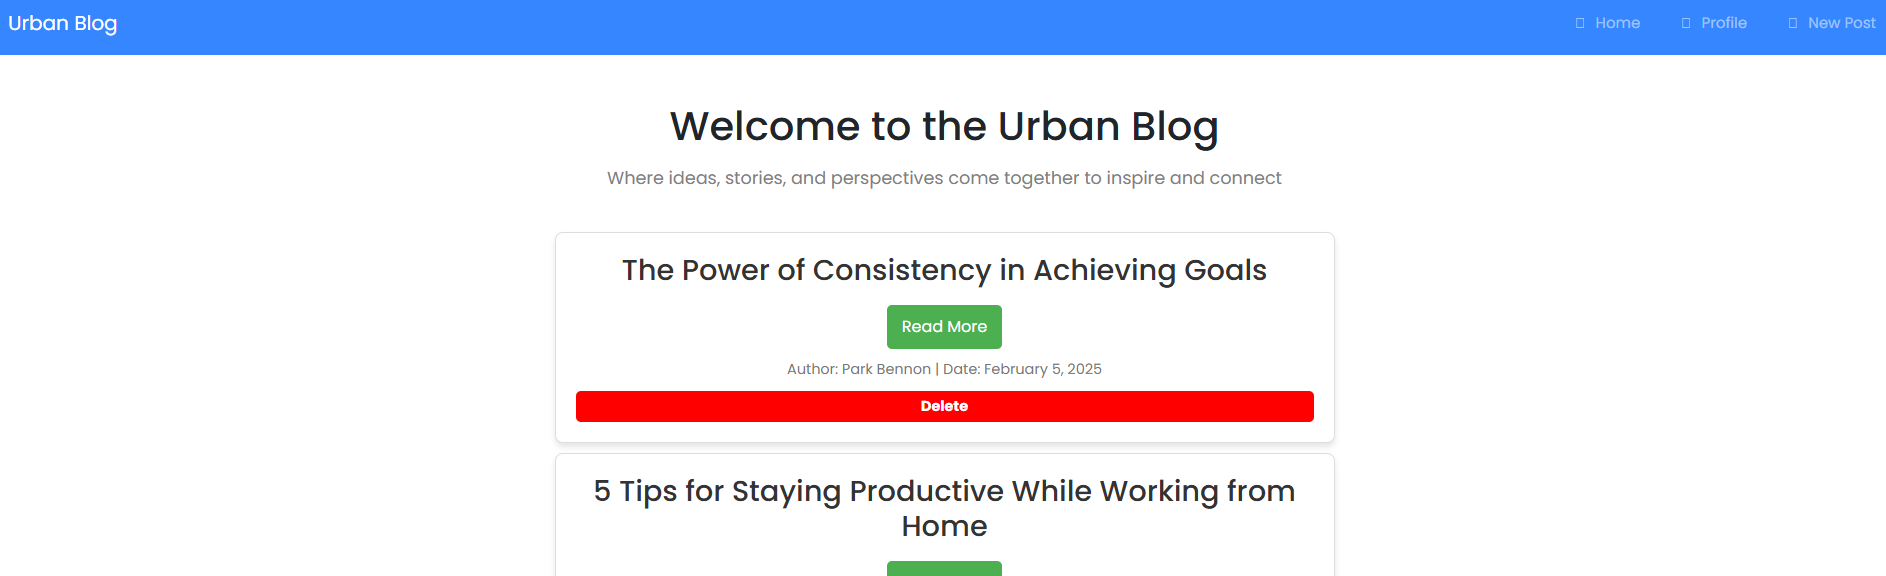 Urban Blog
Home Profile New Post
Welcome to the Urban Blog
Where ideas, stories, and perspectives come together to inspire and connect
The Power of Consistency in Achieving Goals
Read More
Author: Park Bennon | Date: February 5, 2025
Delete
5 Tips for Staying Productive While Working from
Home